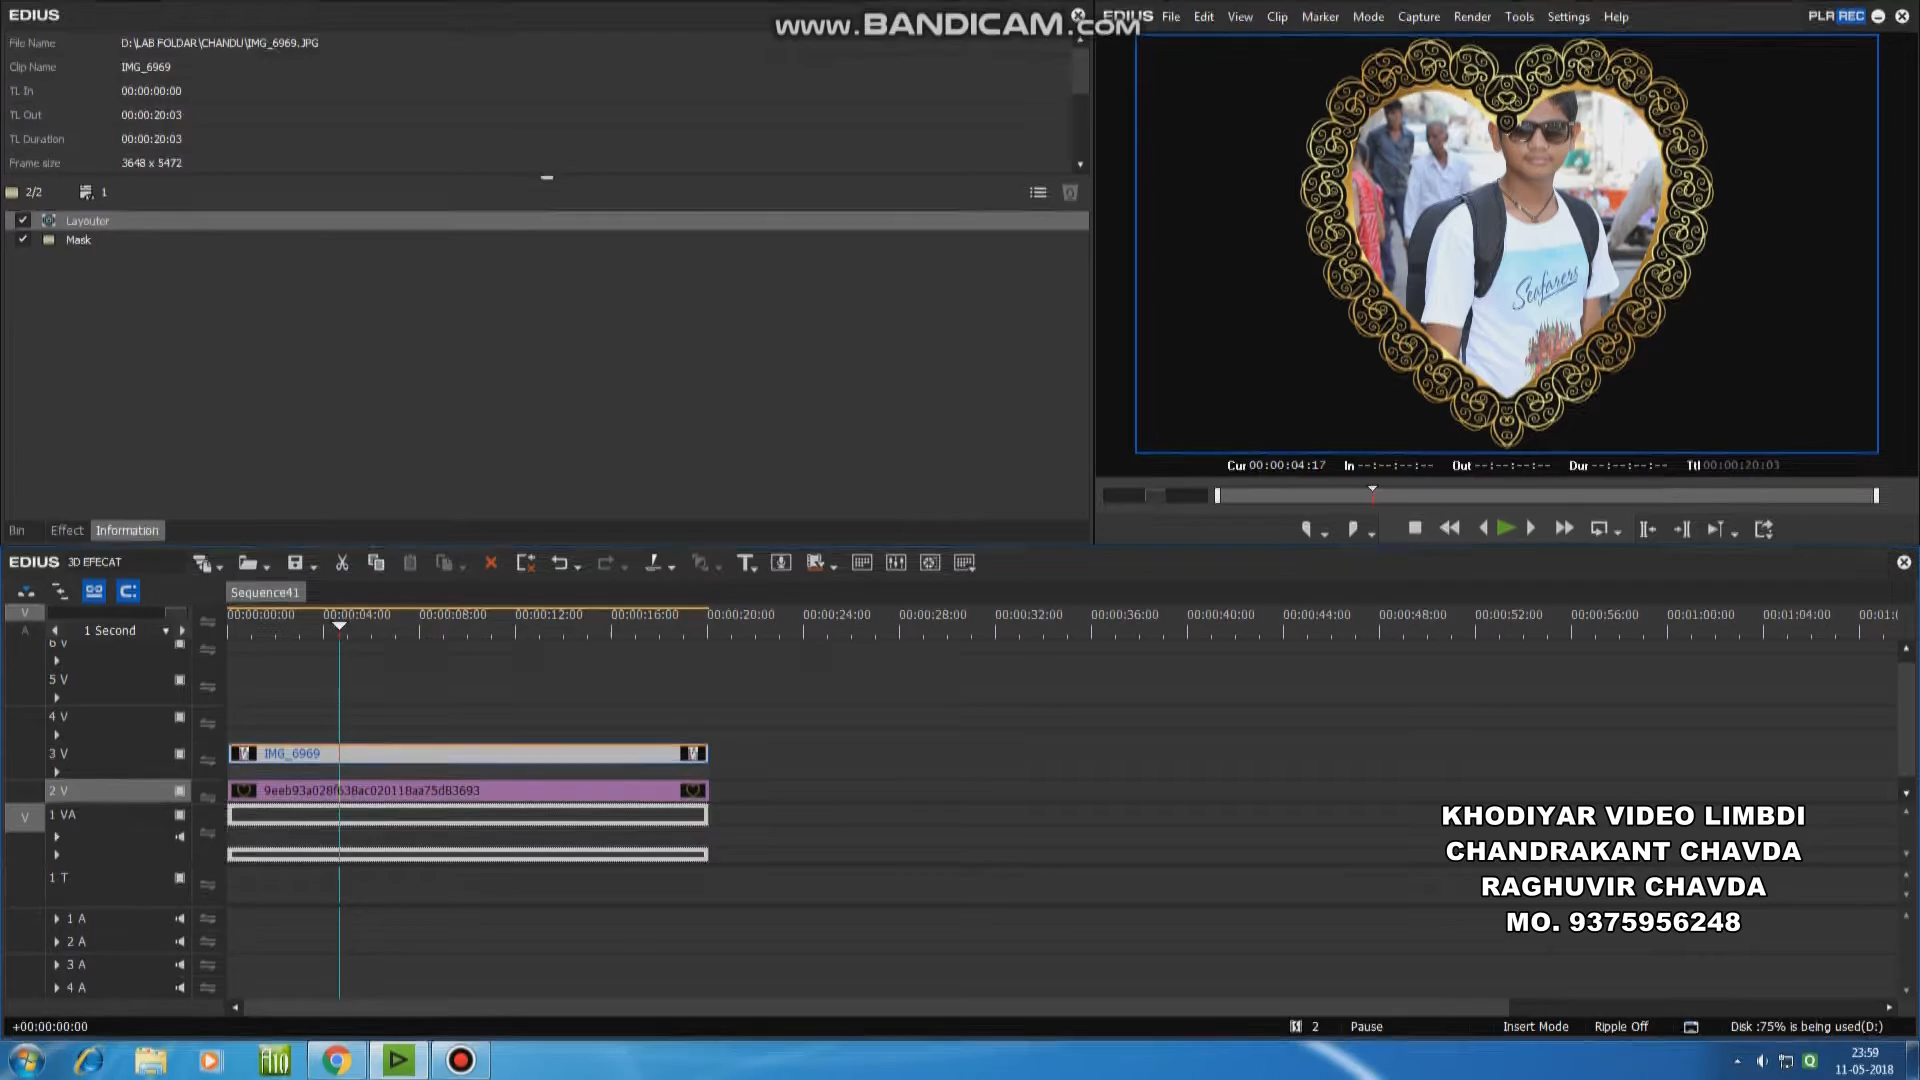 EDIUS
www.BANDICAM.com
EDIUS File Edit View Clip Marker Mode Capture Render Tools Settings Help
PLR REC
File Name D:\LAB FOLDAR\CHANDU\IMG_6969.JPG
Clip Name IMG_6969
TL In 00:00:00:00
TL Out 00:00:20:03
TL Duration 00:00:20:03
Frame size 3648 x 5472
2/2 1
Layouter
Mask
Seafarers
Cur 00:00:04:17 In --:--:--:-- Out --:--:--:-- Dur --:--:--:-- Ttl 00:00:20:03
Bin Effect Information
EDIUS 3D EFECAT
Sequence41
V
A
1 Second
00:00:00:00 00:00:04:00 00:00:08:00 00:00:12:00 00:00:16:00 00:00:20:00 00:00:24:00 00:00:28:00 00:00:32:00 00:00:36:00 00:00:40:00 00:00:44:00 00:00:48:00 00:00:52:00 00:00:56:00 00:01:00:00 00:01:04:00
6 V
5 V
4 V
3 V IMG_6969
2 V 9eeb93a028f638ac020118aa75d83693
V 1 VA
1 T
1 A
2 A
3 A
4 A
KHODIYAR VIDEO LIMBDI
CHANDRAKANT CHAVDA
RAGHUVIR CHAVDA
MO. 9375956248
+00:00:00:00
2 Pause Insert Mode Ripple Off Disk :75% is being used(D:)
23:59
11-05-2018